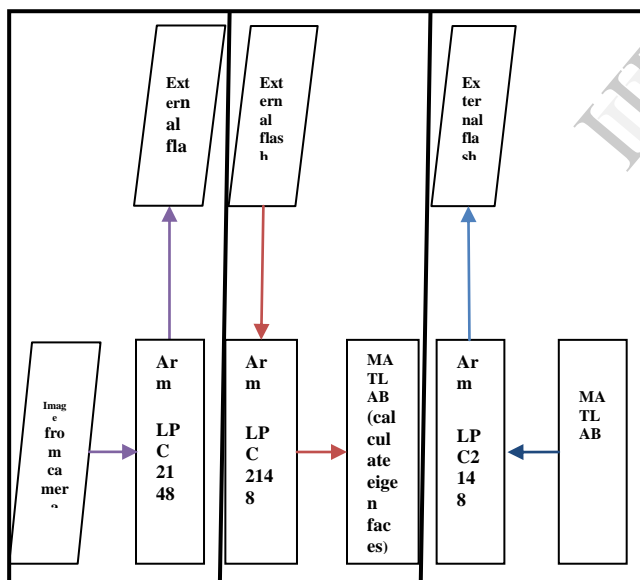 Ext
ern
al
fla
Ext
ern
al
flas
h
Ex
ter
nal
fla
sh
Imag
e
fro
m ca
mer
a
Ar
m
LP
C
21
48
Ar
m
LP
C
214
8
MA
TL
AB
(cal
cul
ate
eige
n
fac
es)
Ar
m
LP
C2
14
8
MA
TL
AB